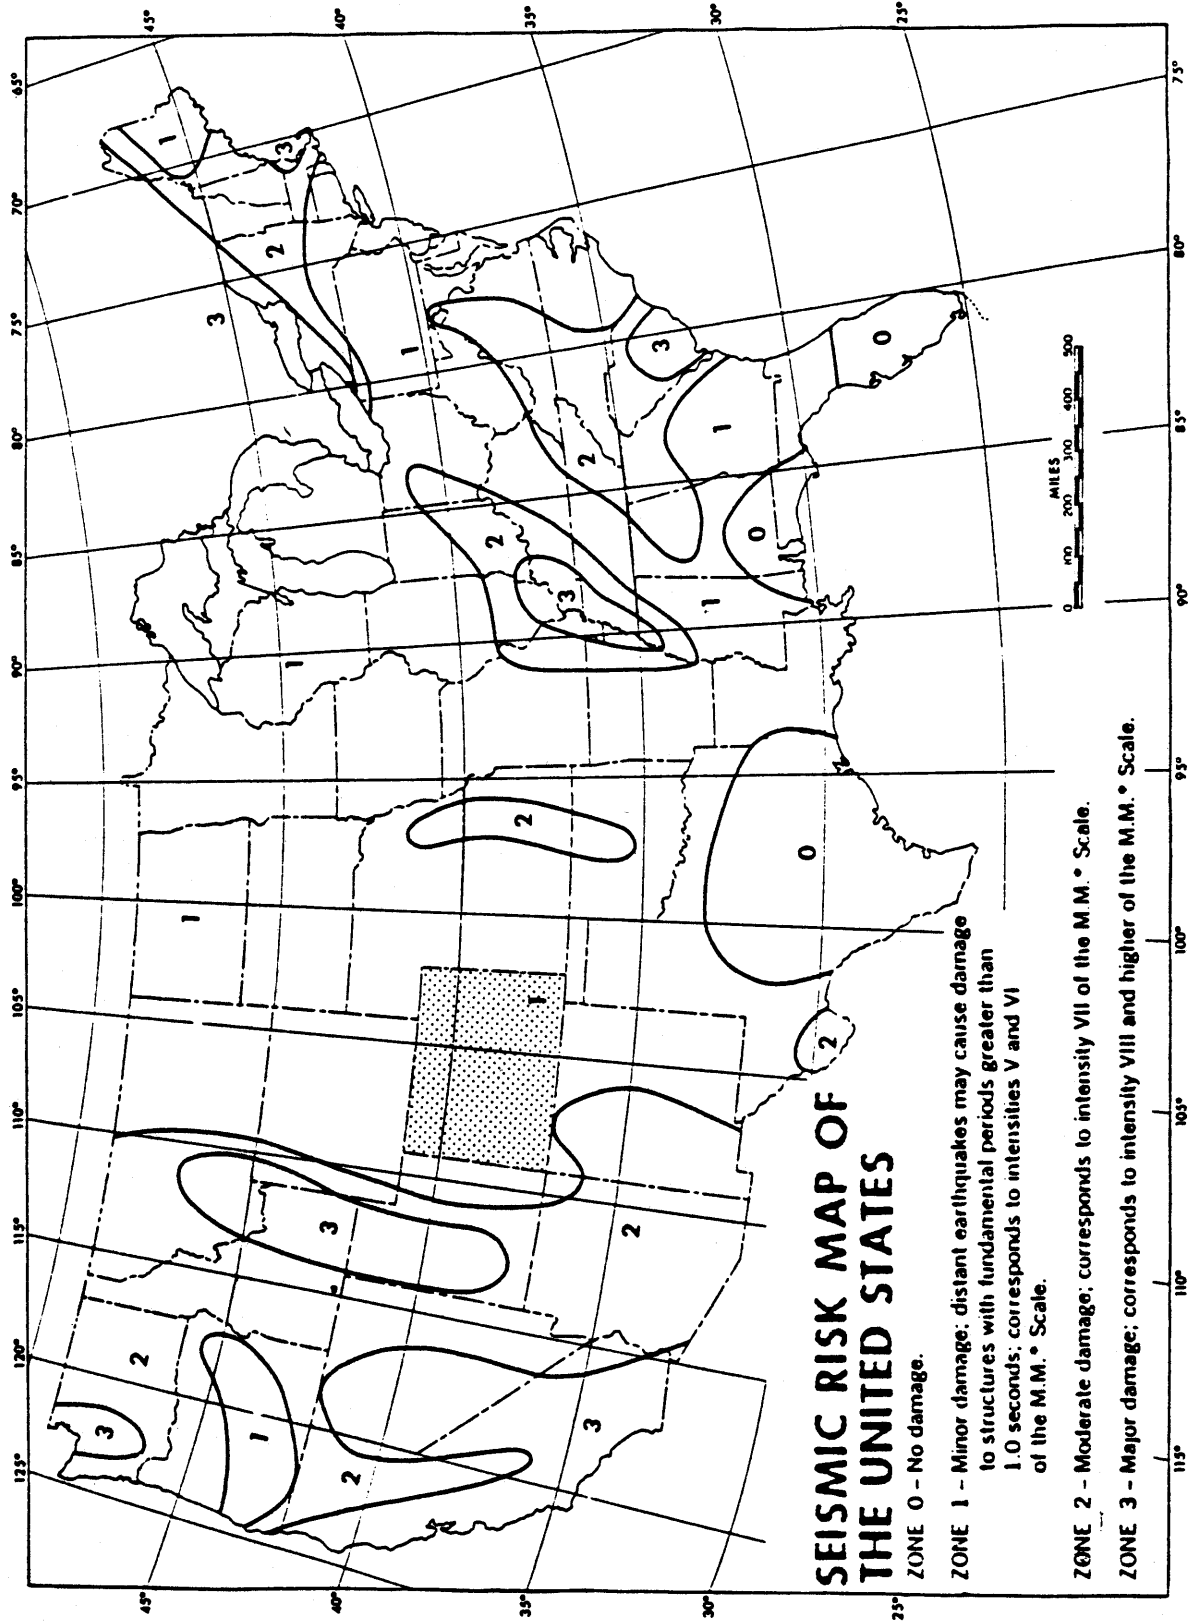 SEISMIC RISK MAP OF
THE UNITED STATES
ZONE 0 – No damage.
ZONE 1 – Minor damage; distant earthquakes may cause damage
to structures with fundamental periods greater than
1.0 seconds; corresponds to intensities V and VI
of the M.M.* Scale.
ZONE 2 – Moderate damage; corresponds to intensity VII of the M.M.* Scale.
ZONE 3 – Major damage; corresponds to intensity VIII and higher of the M.M.* Scale.
MILES
0 100 200 300 400 500
125° 120° 115° 110° 105° 100° 95° 90° 85° 80° 75° 70° 65°
45° 40° 35° 30° 25°
45° 40° 35° 30° 25°
115° 110° 105° 100° 95° 90° 85° 80° 75°
3
2
1
2
3
3
2
1
1
2
0
2
1
2
3
1
0
2
1
3
1
0
3
2
3
1